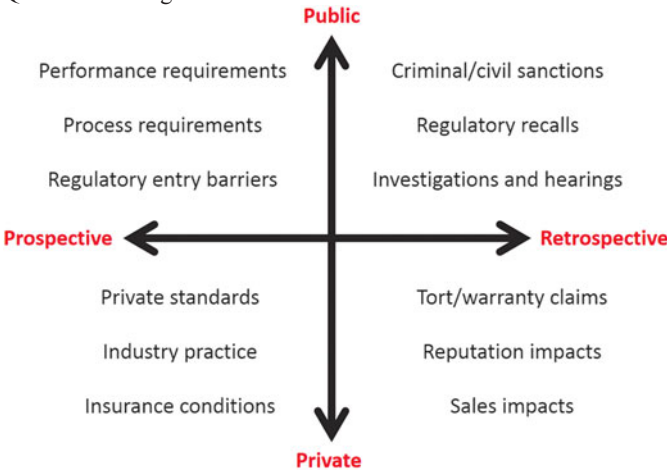 Public
Performance requirements
Criminal/civil sanctions
Process requirements
Regulatory recalls
Regulatory entry barriers
Investigations and hearings
Prospective
Retrospective
Private standards
Tort/warranty claims
Industry practice
Reputation impacts
Insurance conditions
Sales impacts
Private